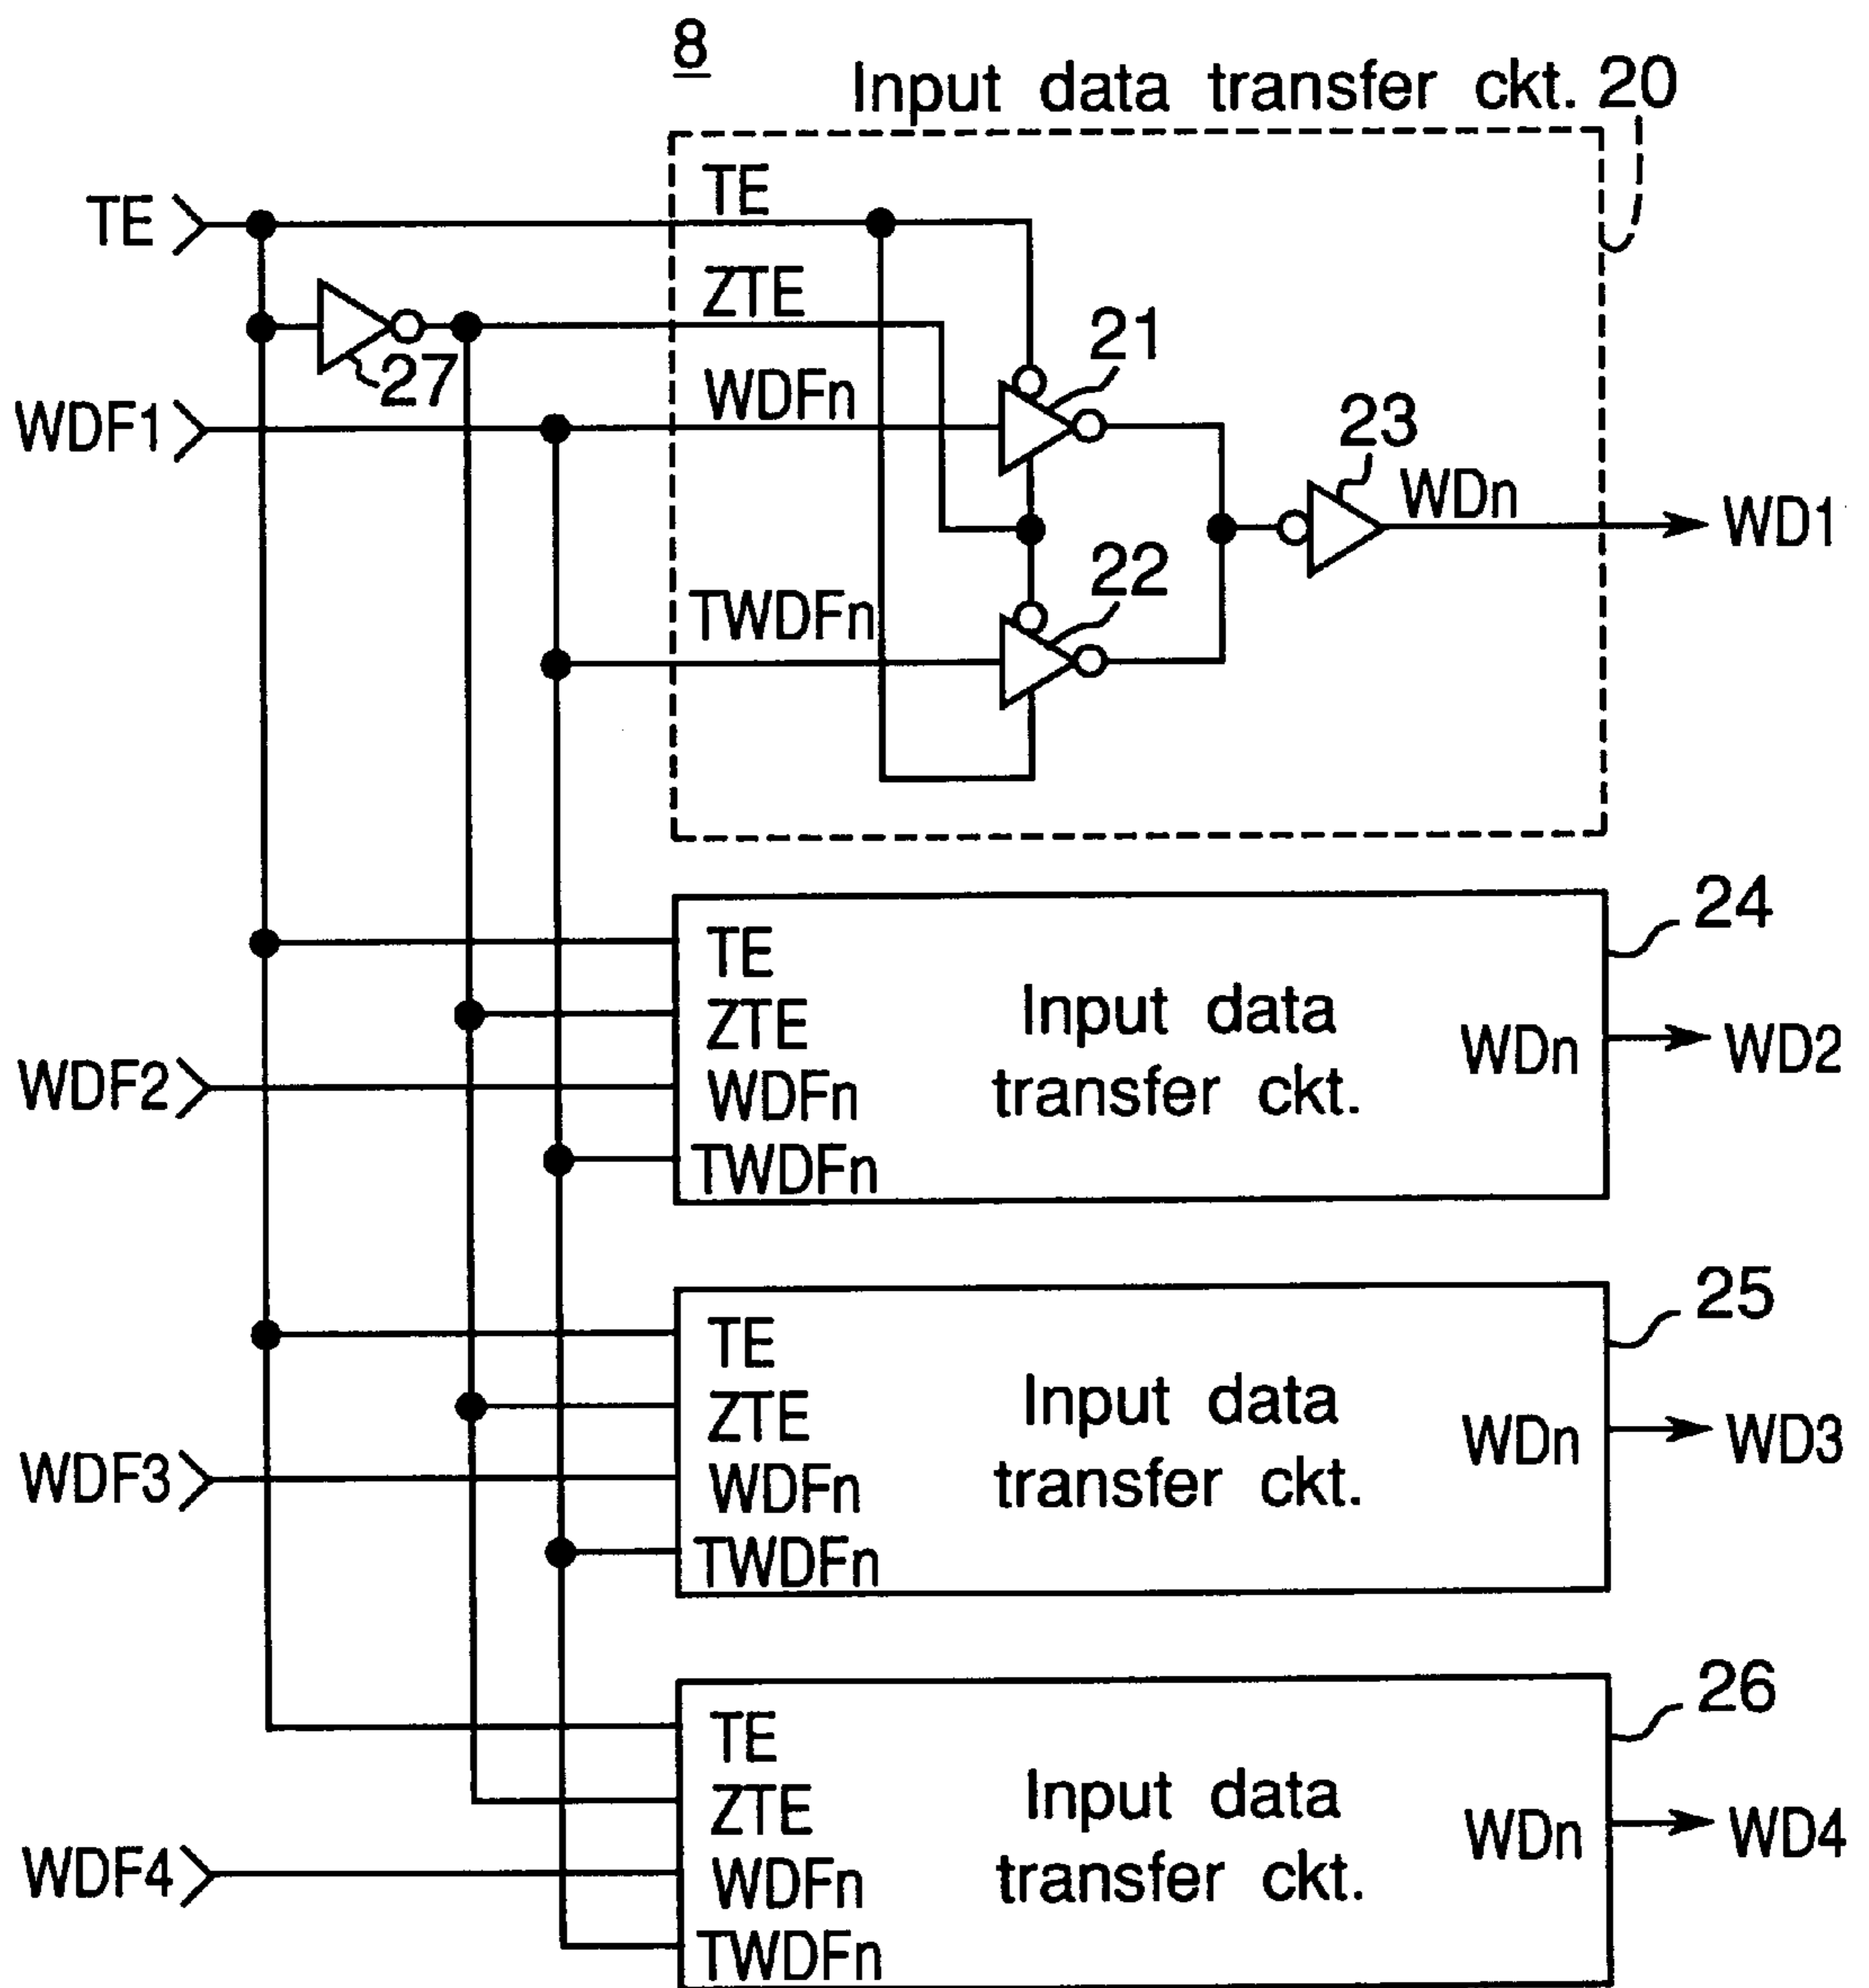 8
Input data transfer ckt. 20
TE
TE
ZTE
27
21
WDF1
WDFn
23
WDn
WD1
22
TWDFn
24
TE
ZTE
Input data
transfer ckt.
WDn
WD2
WDF2
WDFn
TWDFn
25
TE
ZTE
Input data
transfer ckt.
WDn
WD3
WDF3
WDFn
TWDFn
26
TE
ZTE
Input data
transfer ckt.
WDn
WD4
WDF4
WDFn
TWDFn